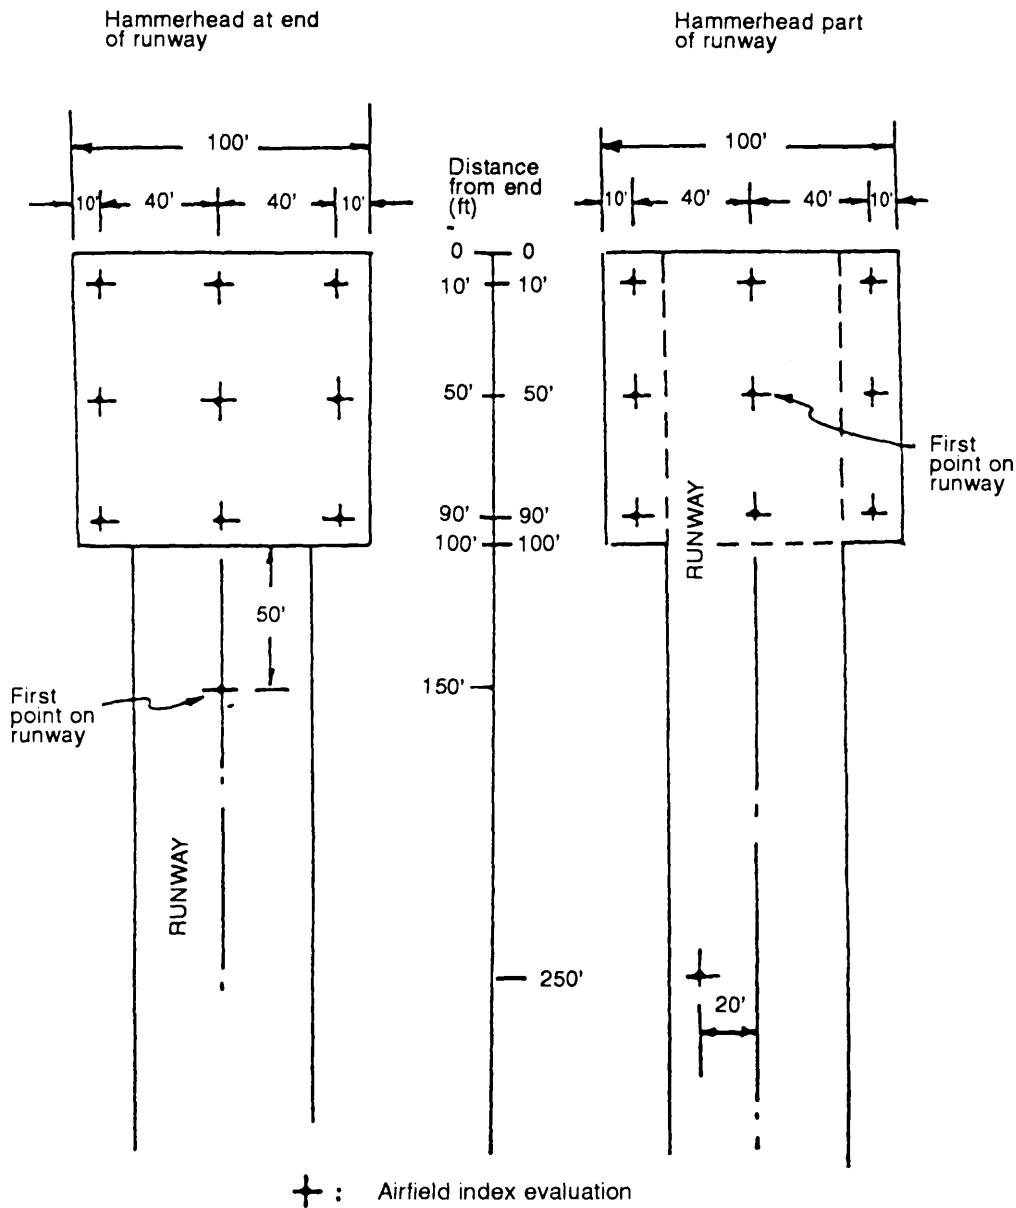 Hammerhead at end
of runway
Hammerhead part
of runway
100'
10' 40' 40' 10'
Distance
from end
(ft)
100'
10' 40' 40' 10'
0 0
10' 10'
50' 50'
90' 90'
100' 100'
150'
250'
50'
First
point on
runway
RUNWAY
First
point on
runway
RUNWAY
20'
: Airfield index evaluation